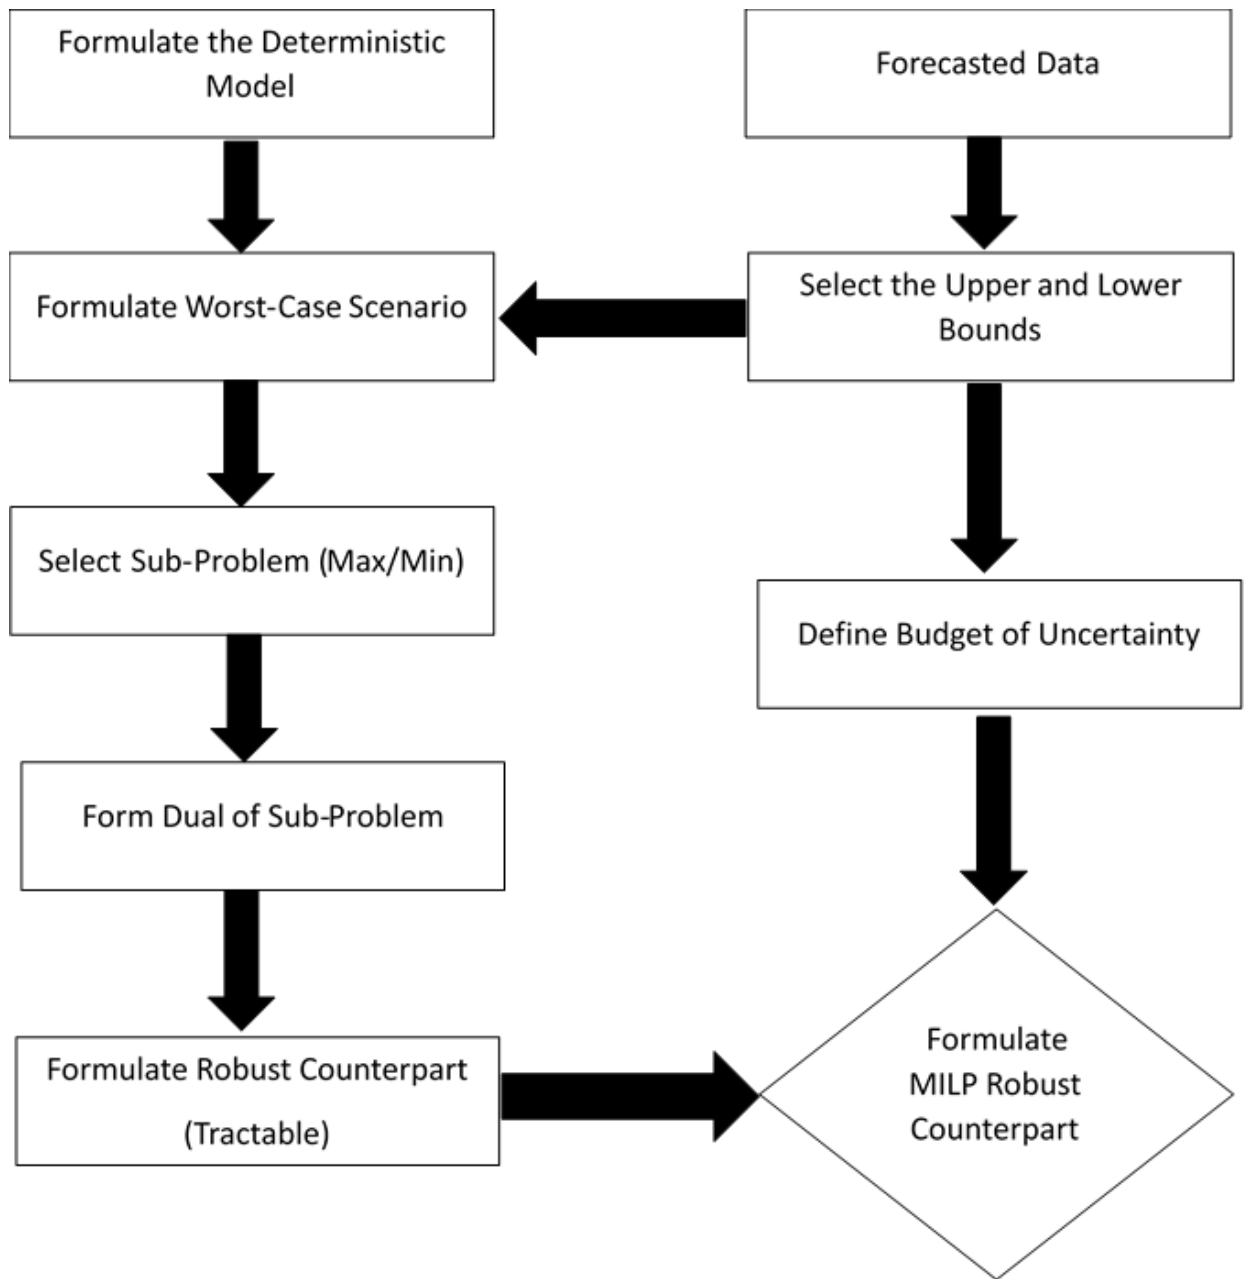 Formulate the Deterministic
Model
Forecasted Data
Formulate Worst-Case Scenario
Select the Upper and Lower
Bounds
Select Sub-Problem (Max/Min)
Define Budget of Uncertainty
Form Dual of Sub-Problem
Formulate Robust Counterpart
(Tractable)
Formulate
MILP Robust
Counterpart